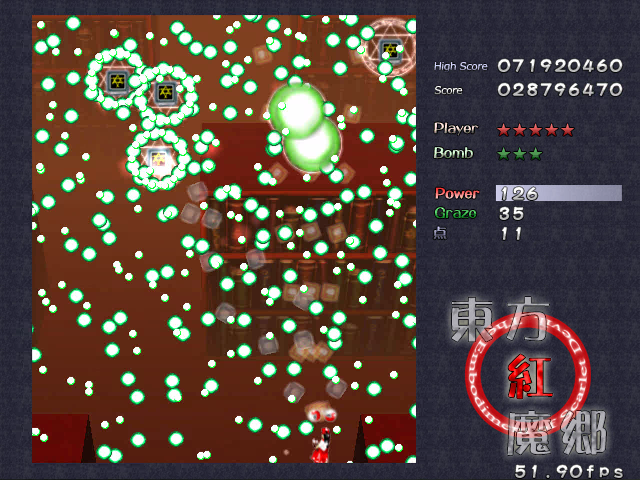 High Score 071920460
Score 028796470
Player ★★★★★
Bomb ★★★
Power 126
Graze 35
点 11
東方
紅
魔郷
51.90fps